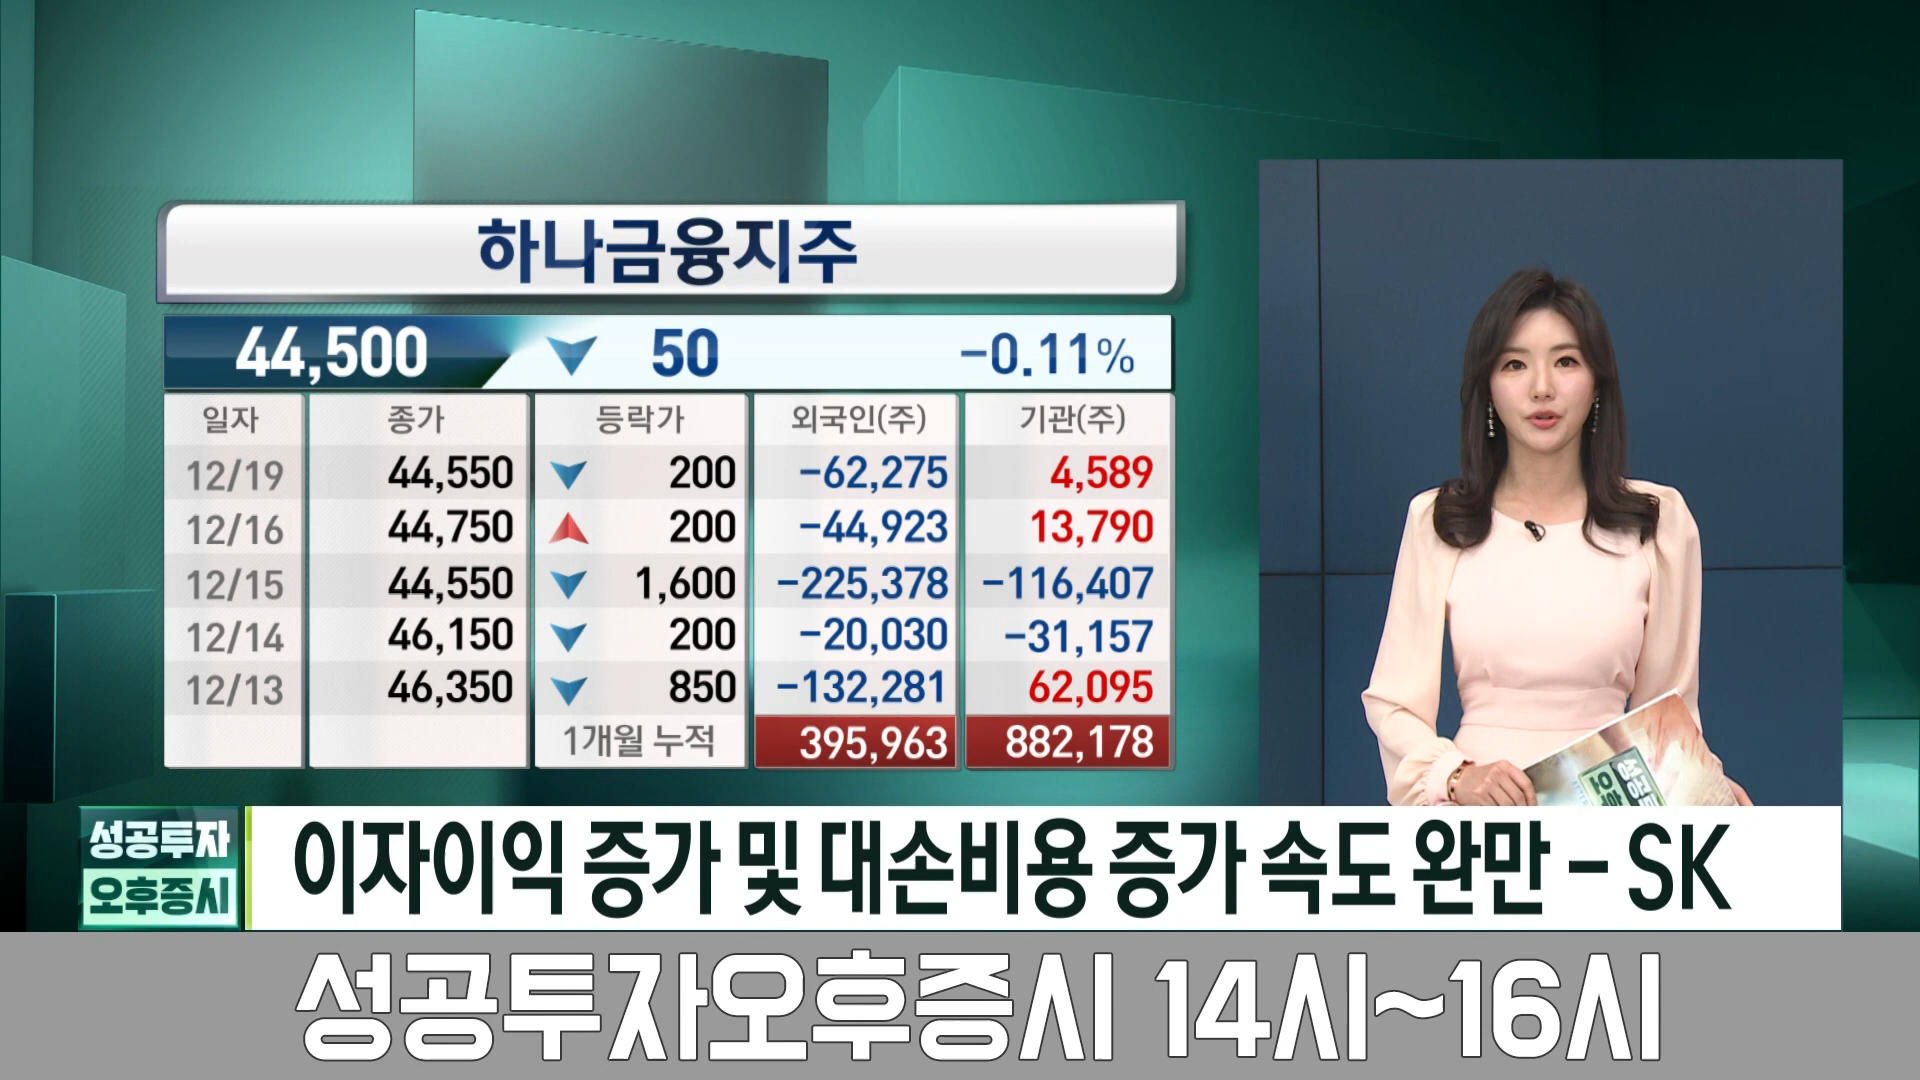 하나금융지주
44,500 ▼ 50 -0.11%
일자 종가 등락가 외국인(주) 기관(주)
12/19 44,550 ▼ 200 -62,275 4,589
12/16 44,750 ▲ 200 -44,923 13,790
12/15 44,550 ▼ 1,600 -225,378 -116,407
12/14 46,150 ▼ 200 -20,030 -31,157
12/13 46,350 ▼ 850 -132,281 62,095
1개월 누적 395,963 882,178
성공투자
오후증시
이자이익 증가 및 대손비용 증가 속도 완만 - SK
성공투자오후증시 14시~16시